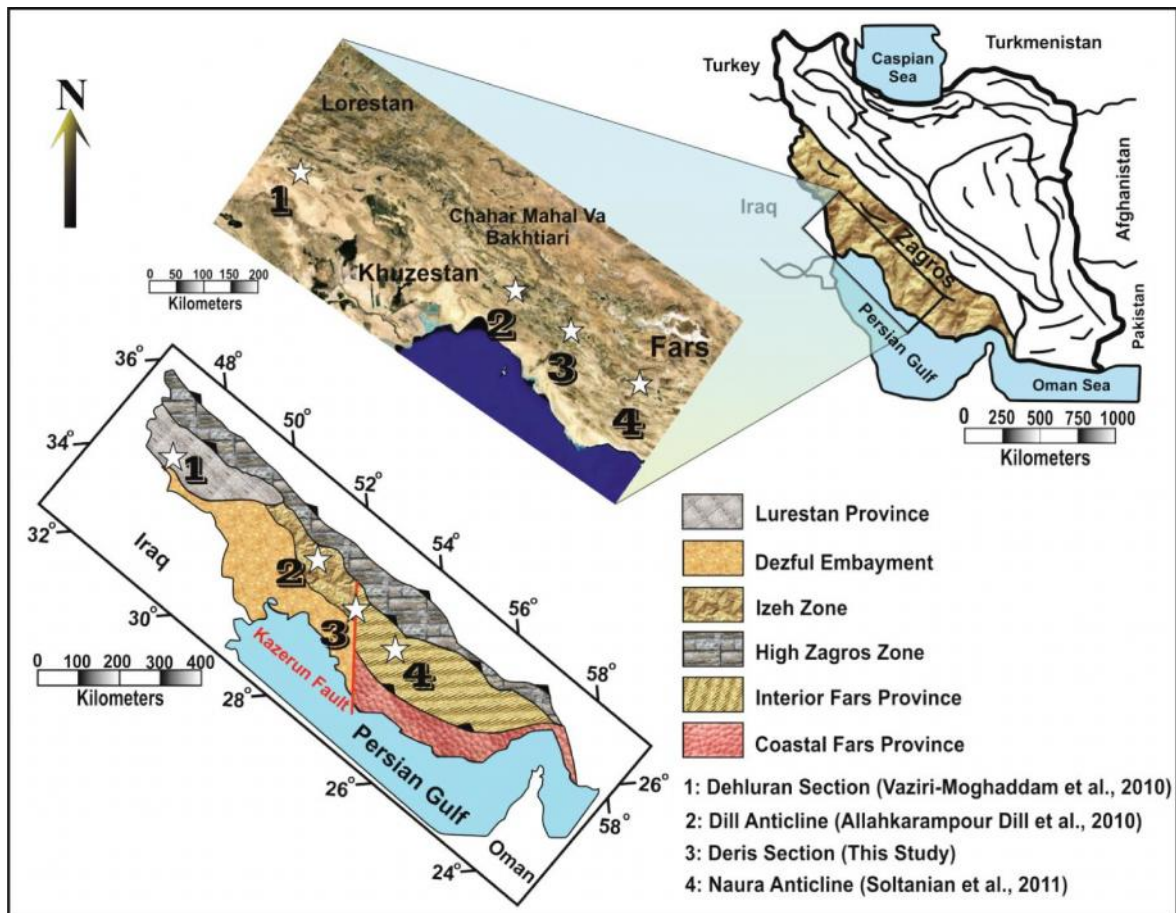 N
Lorestan
1
Chahar Mahal Va
Bakhtiari
Khuzestan
2
3
Fars
4
0 50 100 150 200
Kilometers
Turkey
Caspian
Sea
Turkmenistan
Iraq
Afghanistan
Zagros
Persian Gulf
Pakistan
Oman Sea
0 250 500 750 1000
Kilometers
36°
48°
50°
34°
1
52°
32°
Iraq
54°
2
30°
56°
3
4
Kazerun Fault
0 100 200 300 400
Kilometers
28°
58°
Persian Gulf
26°
26°
58°
Oman
24°
Lurestan Province
Dezful Embayment
Izeh Zone
High Zagros Zone
Interior Fars Province
Coastal Fars Province
1: Dehluran Section (Vaziri-Moghaddam et al., 2010)
2: Dill Anticline (Allahkarampour Dill et al., 2010)
3: Deris Section (This Study)
4: Naura Anticline (Soltanian et al., 2011)